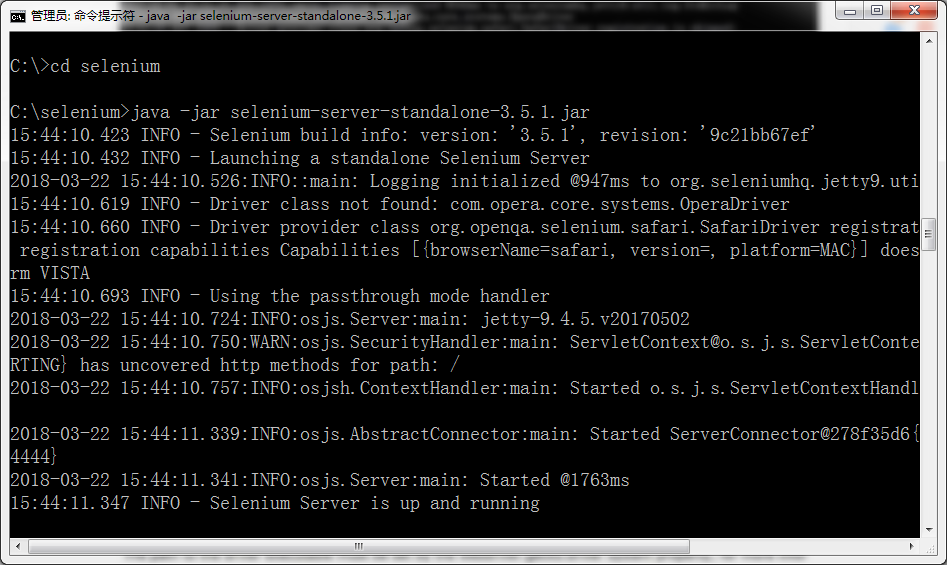 管理员: 命令提示符 - java -jar selenium-server-standalone-3.5.1.jar
C:\>cd selenium
C:\selenium>java -jar selenium-server-standalone-3.5.1.jar
15:44:10.423 INFO - Selenium build info: version: '3.5.1', revision: '9c21bb67ef'
15:44:10.432 INFO - Launching a standalone Selenium Server
2018-03-22 15:44:10.526:INFO::main: Logging initialized @947ms to org.seleniumhq.jetty9.uti
15:44:10.619 INFO - Driver class not found: com.opera.core.systems.OperaDriver
15:44:10.660 INFO - Driver provider class org.openqa.selenium.safari.SafariDriver registrat
registration capabilities Capabilities [{browserName=safari, version=, platform=MAC}] does
rm VISTA
15:44:10.693 INFO - Using the passthrough mode handler
2018-03-22 15:44:10.724:INFO:osjs.Server:main: jetty-9.4.5.v20170502
2018-03-22 15:44:10.750:WARN:osjs.SecurityHandler:main: ServletContext@o.s.j.s.ServletConte
RTING} has uncovered http methods for path: /
2018-03-22 15:44:10.757:INFO:osjsh.ContextHandler:main: Started o.s.j.s.ServletContextHandl
2018-03-22 15:44:11.339:INFO:osjs.AbstractConnector:main: Started ServerConnector@278f35d6{
4444}
2018-03-22 15:44:11.341:INFO:osjs.Server:main: Started @1763ms
15:44:11.347 INFO - Selenium Server is up and running